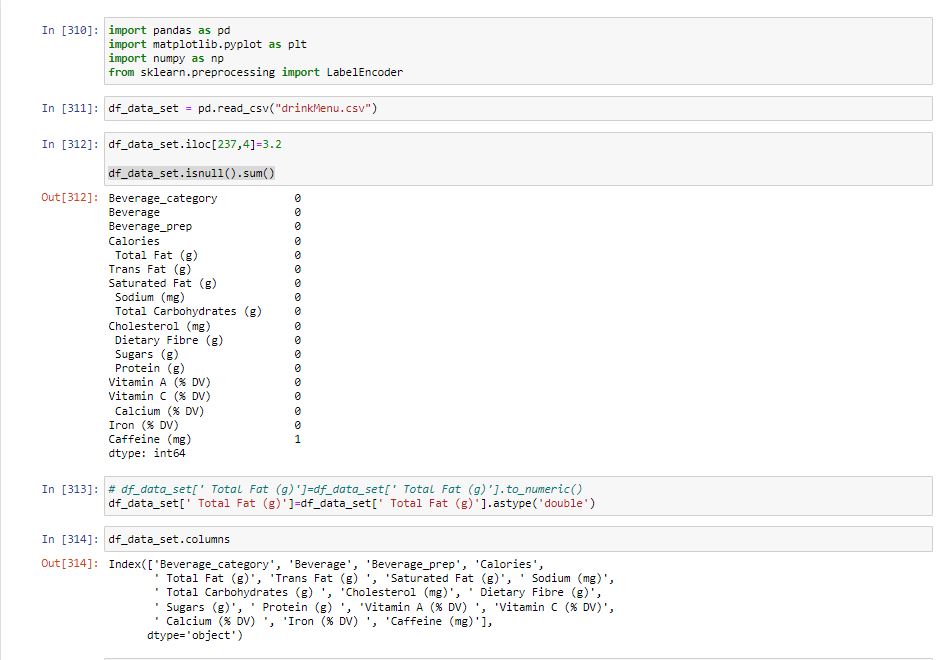 In [310]: import pandas as pd
import matplotlib.pyplot as plt
import numpy as np
from sklearn.preprocessing import LabelEncoder
In [311]: df_data_set = pd.read_csv("drinkMenu.csv")
In [312]: df_data_set.iloc[237,4]=3.2
df_data_set.isnull().sum()
Out[312]: Beverage_category 0
Beverage 0
Beverage_prep 0
Calories 0
 Total Fat (g) 0
Trans Fat (g) 0
Saturated Fat (g) 0
 Sodium (mg) 0
 Total Carbohydrates (g) 0
Cholesterol (mg) 0
 Dietary Fibre (g) 0
 Sugars (g) 0
 Protein (g) 0
Vitamin A (% DV) 0
Vitamin C (% DV) 0
 Calcium (% DV) 0
Iron (% DV) 0
Caffeine (mg) 1
dtype: int64
In [313]: # df_data_set[' Total Fat (g)']=df_data_set[' Total Fat (g)'].to_numeric()
df_data_set[' Total Fat (g)']=df_data_set[' Total Fat (g)'].astype('double')
In [314]: df_data_set.columns
Out[314]: Index(['Beverage_category', 'Beverage', 'Beverage_prep', 'Calories',
' Total Fat (g)', 'Trans Fat (g) ', 'Saturated Fat (g)', ' Sodium (mg)',
' Total Carbohydrates (g) ', 'Cholesterol (mg)', ' Dietary Fibre (g)',
' Sugars (g)', ' Protein (g) ', 'Vitamin A (% DV) ', 'Vitamin C (% DV)',
' Calcium (% DV) ', 'Iron (% DV) ', 'Caffeine (mg)'],
dtype='object')